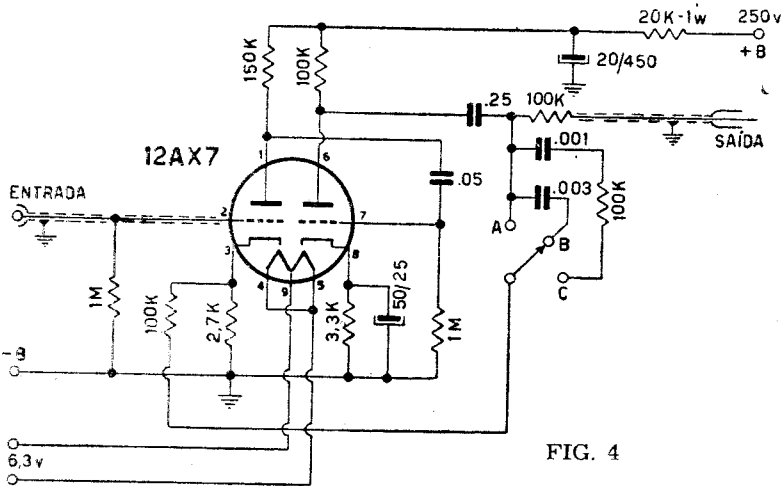 20K-1w
250v
+B
150K
100K
20/450
.25
100K
SAÍDA
12AX7
1
6
.001
.05
.003
100K
ENTRADA
2
7
A
B
3
8
C
4
9
5
1M
100K
2,7K
3,3K
50/25
1M
-B
6,3v
FIG. 4